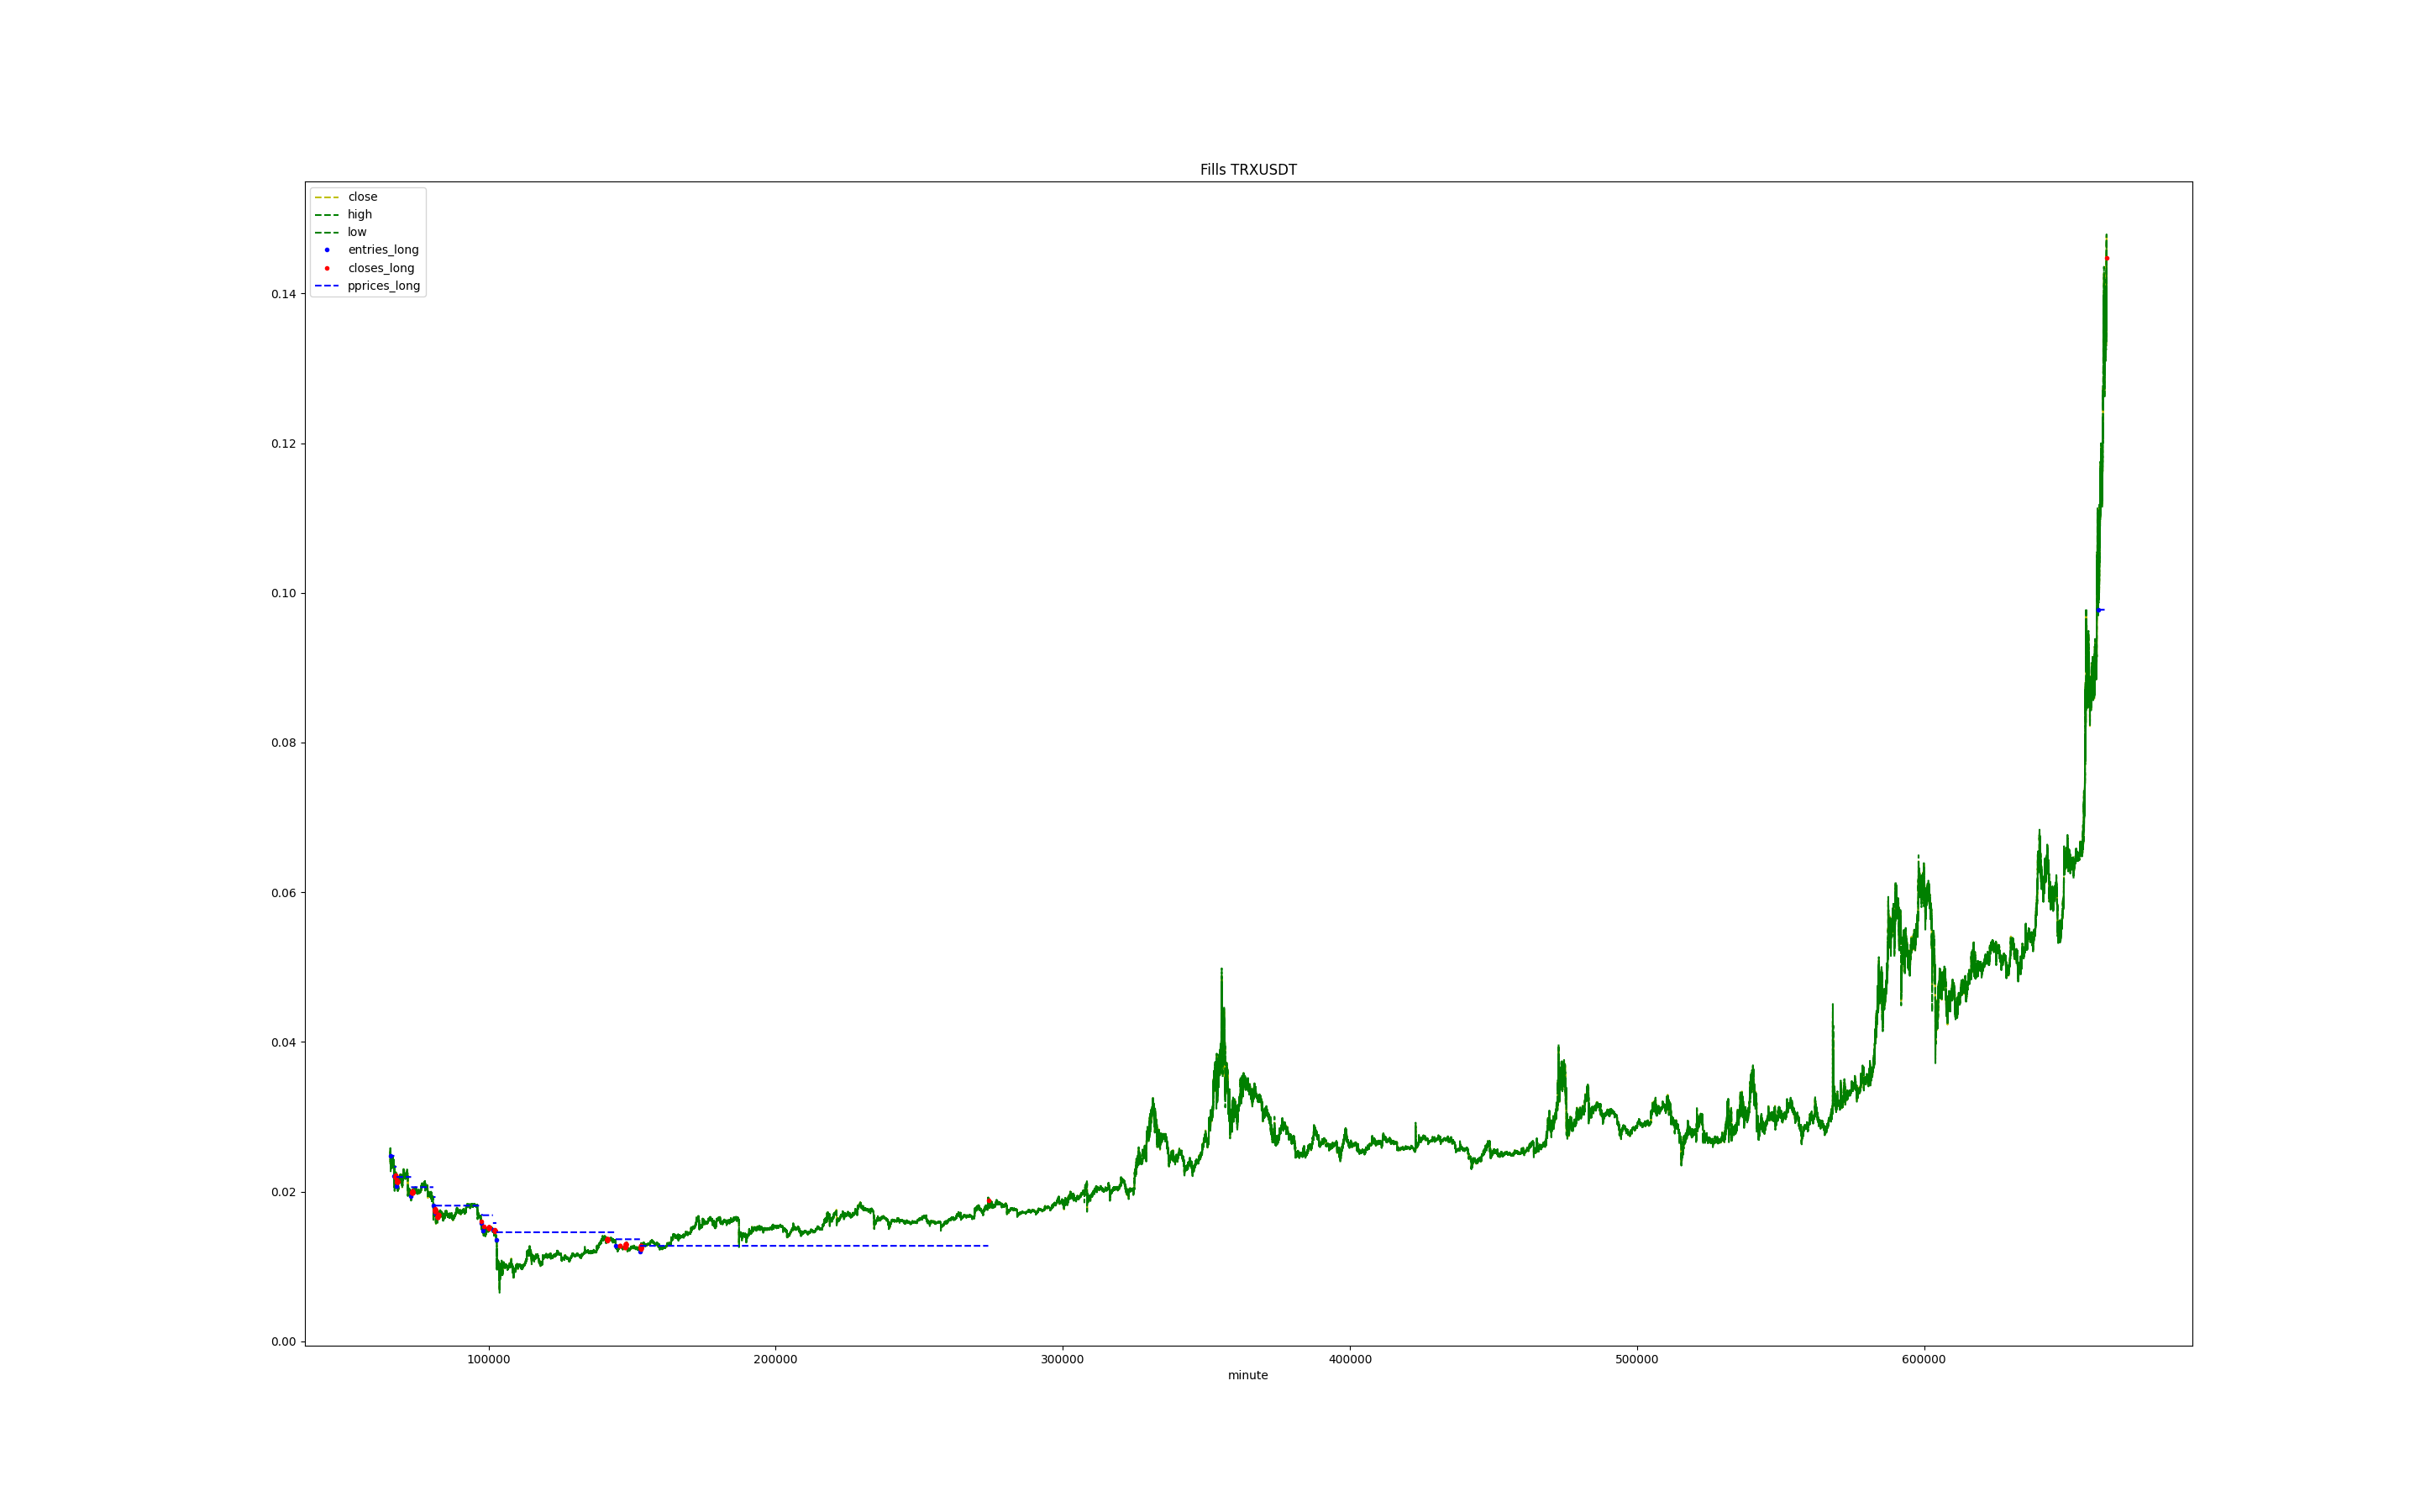 Fills TRXUSDT
close
high
low
entries_long
closes_long
pprices_long
0.14
0.12
0.10
0.08
0.06
0.04
0.02
0.00
100000 200000 300000 400000 500000 600000
minute